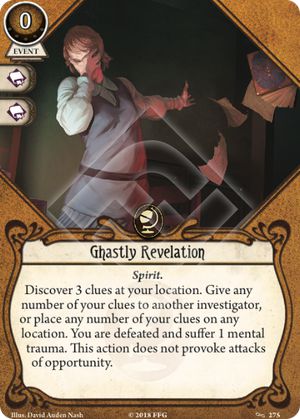 0
EVENT
Ghastly Revelation
Spirit.
Discover 3 clues at your location. Give any
number of your clues to another investigator,
or place any number of your clues on any
location. You are defeated and suffer 1 mental
trauma. This action does not provoke attacks
of opportunity.
Illus. David Auden Nash © 2018 FFG 275